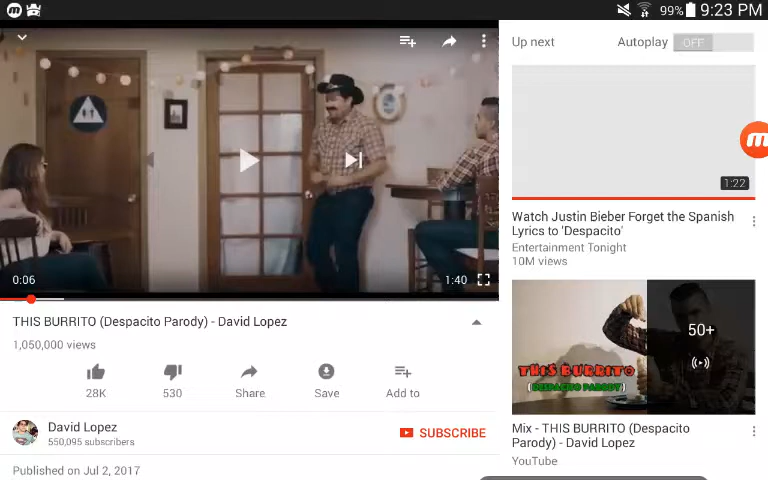 99% 9:23 PM
0:06
1:40
THIS BURRITO (Despacito Parody) - David Lopez
1,050,000 views
28K
530
Share
Save
Add to
David Lopez
550,095 subscribers
SUBSCRIBE
Published on Jul 2, 2017
Up next
Autoplay
OFF
1:22
Watch Justin Bieber Forget the Spanish
Lyrics to 'Despacito'
Entertainment Tonight
10M views
THIS BURRITO
(DESPACITO PARODY)
50+
Mix - THIS BURRITO (Despacito
Parody) - David Lopez
YouTube